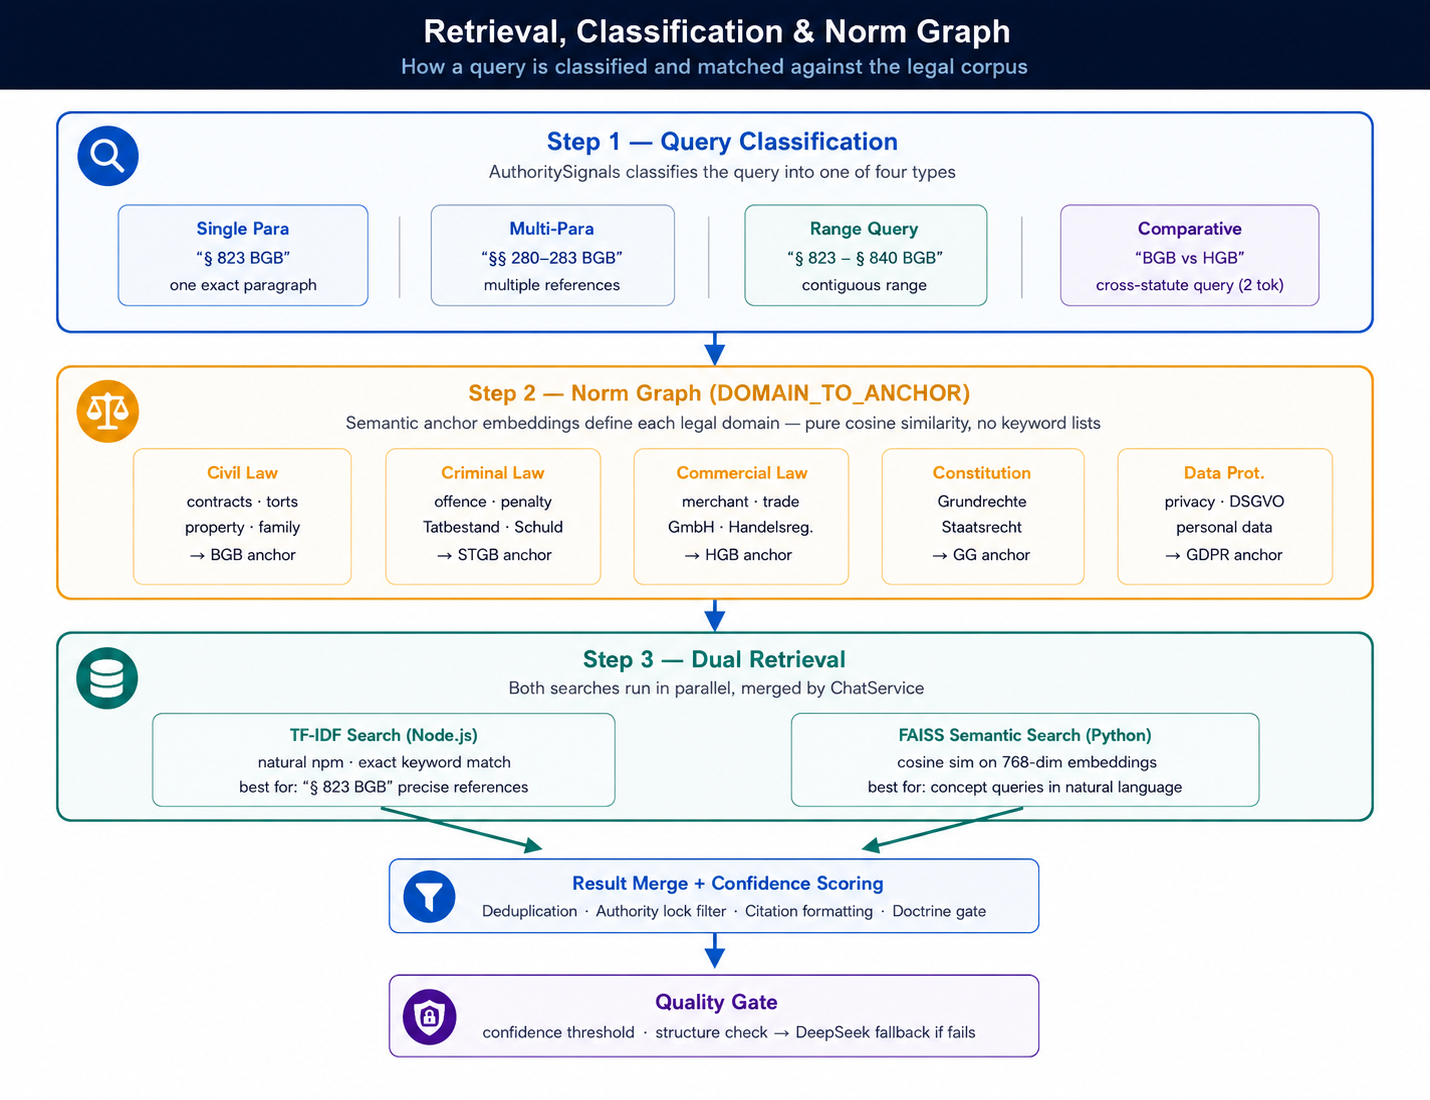 Retrieval, Classification & Norm Graph
How a query is classified and matched against the legal corpus
Step 1 — Query Classification
AuthoritySignals classifies the query into one of four types
Single Para
“§ 823 BGB”
one exact paragraph
Multi-Para
“§§ 280–283 BGB”
multiple references
Range Query
“§ 823 – § 840 BGB”
contiguous range
Comparative
“BGB vs HGB”
cross-statute query (2 tok)
Step 2 — Norm Graph (DOMAIN_TO_ANCHOR)
Semantic anchor embeddings define each legal domain — pure cosine similarity, no keyword lists
Civil Law
contracts · torts
property · family
→ BGB anchor
Criminal Law
offence · penalty
Tatbestand · Schuld
→ STGB anchor
Commercial Law
merchant · trade
GmbH · Handelsreg.
→ HGB anchor
Constitution
Grundrechte
Staatsrecht
→ GG anchor
Data Prot.
privacy · DSGVO
personal data
→ GDPR anchor
Step 3 — Dual Retrieval
Both searches run in parallel, merged by ChatService
TF-IDF Search (Node.js)
natural npm · exact keyword match
best for: “§ 823 BGB” precise references
FAISS Semantic Search (Python)
cosine sim on 768-dim embeddings
best for: concept queries in natural language
Result Merge + Confidence Scoring
Deduplication · Authority lock filter · Citation formatting · Doctrine gate
Quality Gate
confidence threshold · structure check → DeepSeek fallback if fails